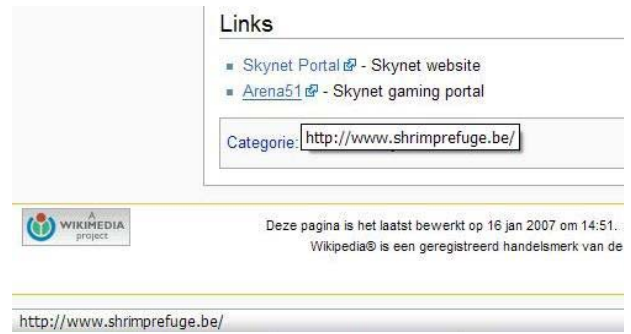 Links
Skynet Portal - Skynet website
Arena51 - Skynet gaming portal
Categorie:
http://www.shrimprefuge.be/
A
WIKIMEDIA
project
Deze pagina is het laatst bewerkt op 16 jan 2007 om 14:51.
Wikipedia® is een geregistreerd handelsmerk van de
http://www.shrimprefuge.be/